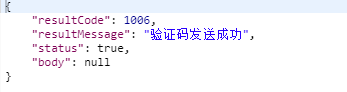 {
    "resultCode": 1006,
    "resultMessage": "验证码发送成功",
    "status": true,
    "body": null
}